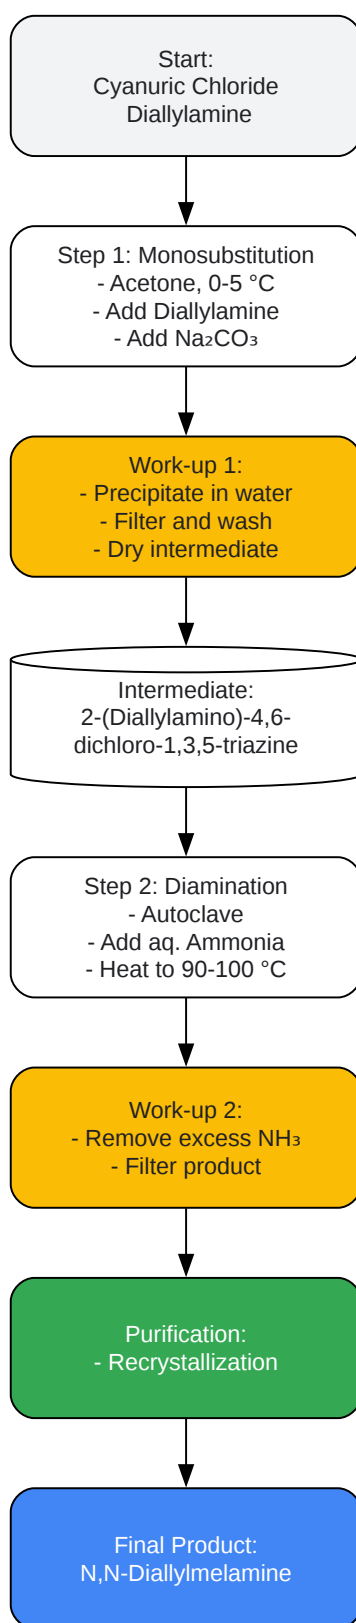 Start:
Cyanuric Chloride
Diallylamine
Step 1: Monosubstitution
- Acetone, 0-5 °C
- Add Diallylamine
- Add Na₂CO₃
Work-up 1:
- Precipitate in water
- Filter and wash
- Dry intermediate
Intermediate:
2-(Diallylamino)-4,6-
dichloro-1,3,5-triazine
Step 2: Diamination
- Autoclave
- Add aq. Ammonia
- Heat to 90-100 °C
Work-up 2:
- Remove excess NH₃
- Filter product
Purification:
- Recrystallization
Final Product:
N,N-Diallylmelamine